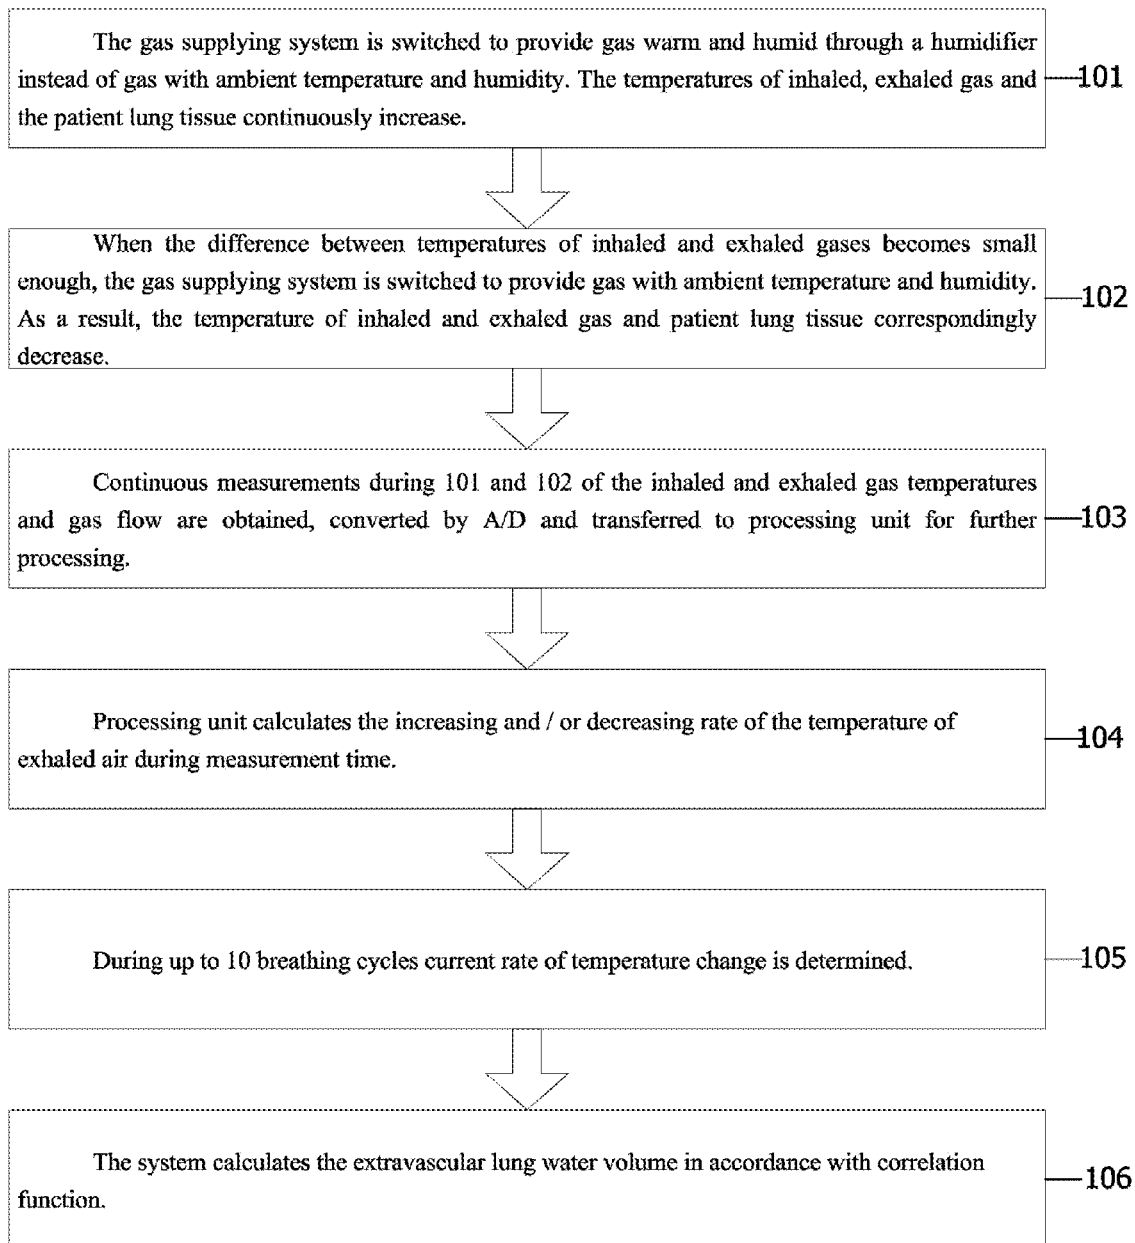 The gas supplying system is switched to provide gas warm and humid through a humidifier
instead of gas with ambient temperature and humidity. The temperatures of inhaled, exhaled gas and
the patient lung tissue continuously increase.
101
When the difference between temperatures of inhaled and exhaled gases becomes small
enough, the gas supplying system is switched to provide gas with ambient temperature and humidity.
As a result, the temperature of inhaled and exhaled gas and patient lung tissue correspondingly
decrease.
102
Continuous measurements during 101 and 102 of the inhaled and exhaled gas temperatures
and gas flow are obtained, converted by A/D and transferred to processing unit for further
processing.
103
Processing unit calculates the increasing and / or decreasing rate of the temperature of
exhaled air during measurement time.
104
During up to 10 breathing cycles current rate of temperature change is determined.
105
The system calculates the extravascular lung water volume in accordance with correlation
function.
106